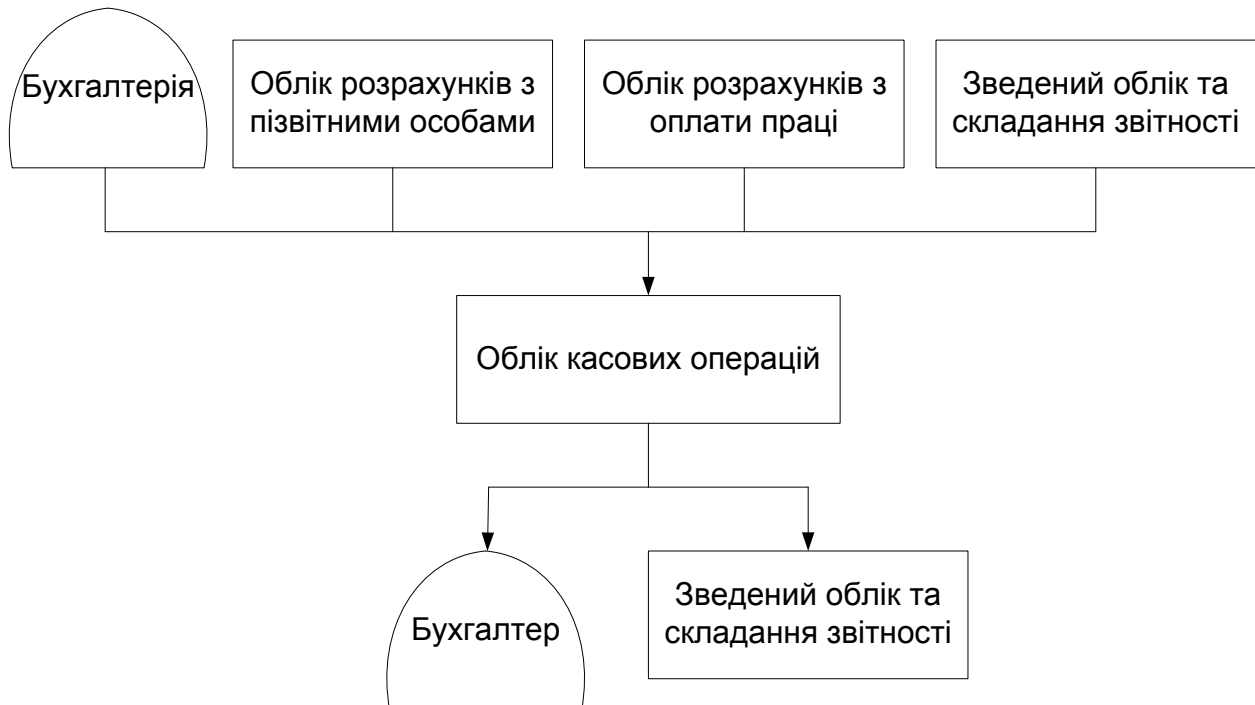 Бухгалтерія
Облік розрахунків з
пізвітними особами
Облік розрахунків з
оплати праці
Зведений облік та
складання звітності
Облік касових операцій
Бухгалтер
Зведений облік та
складання звітності